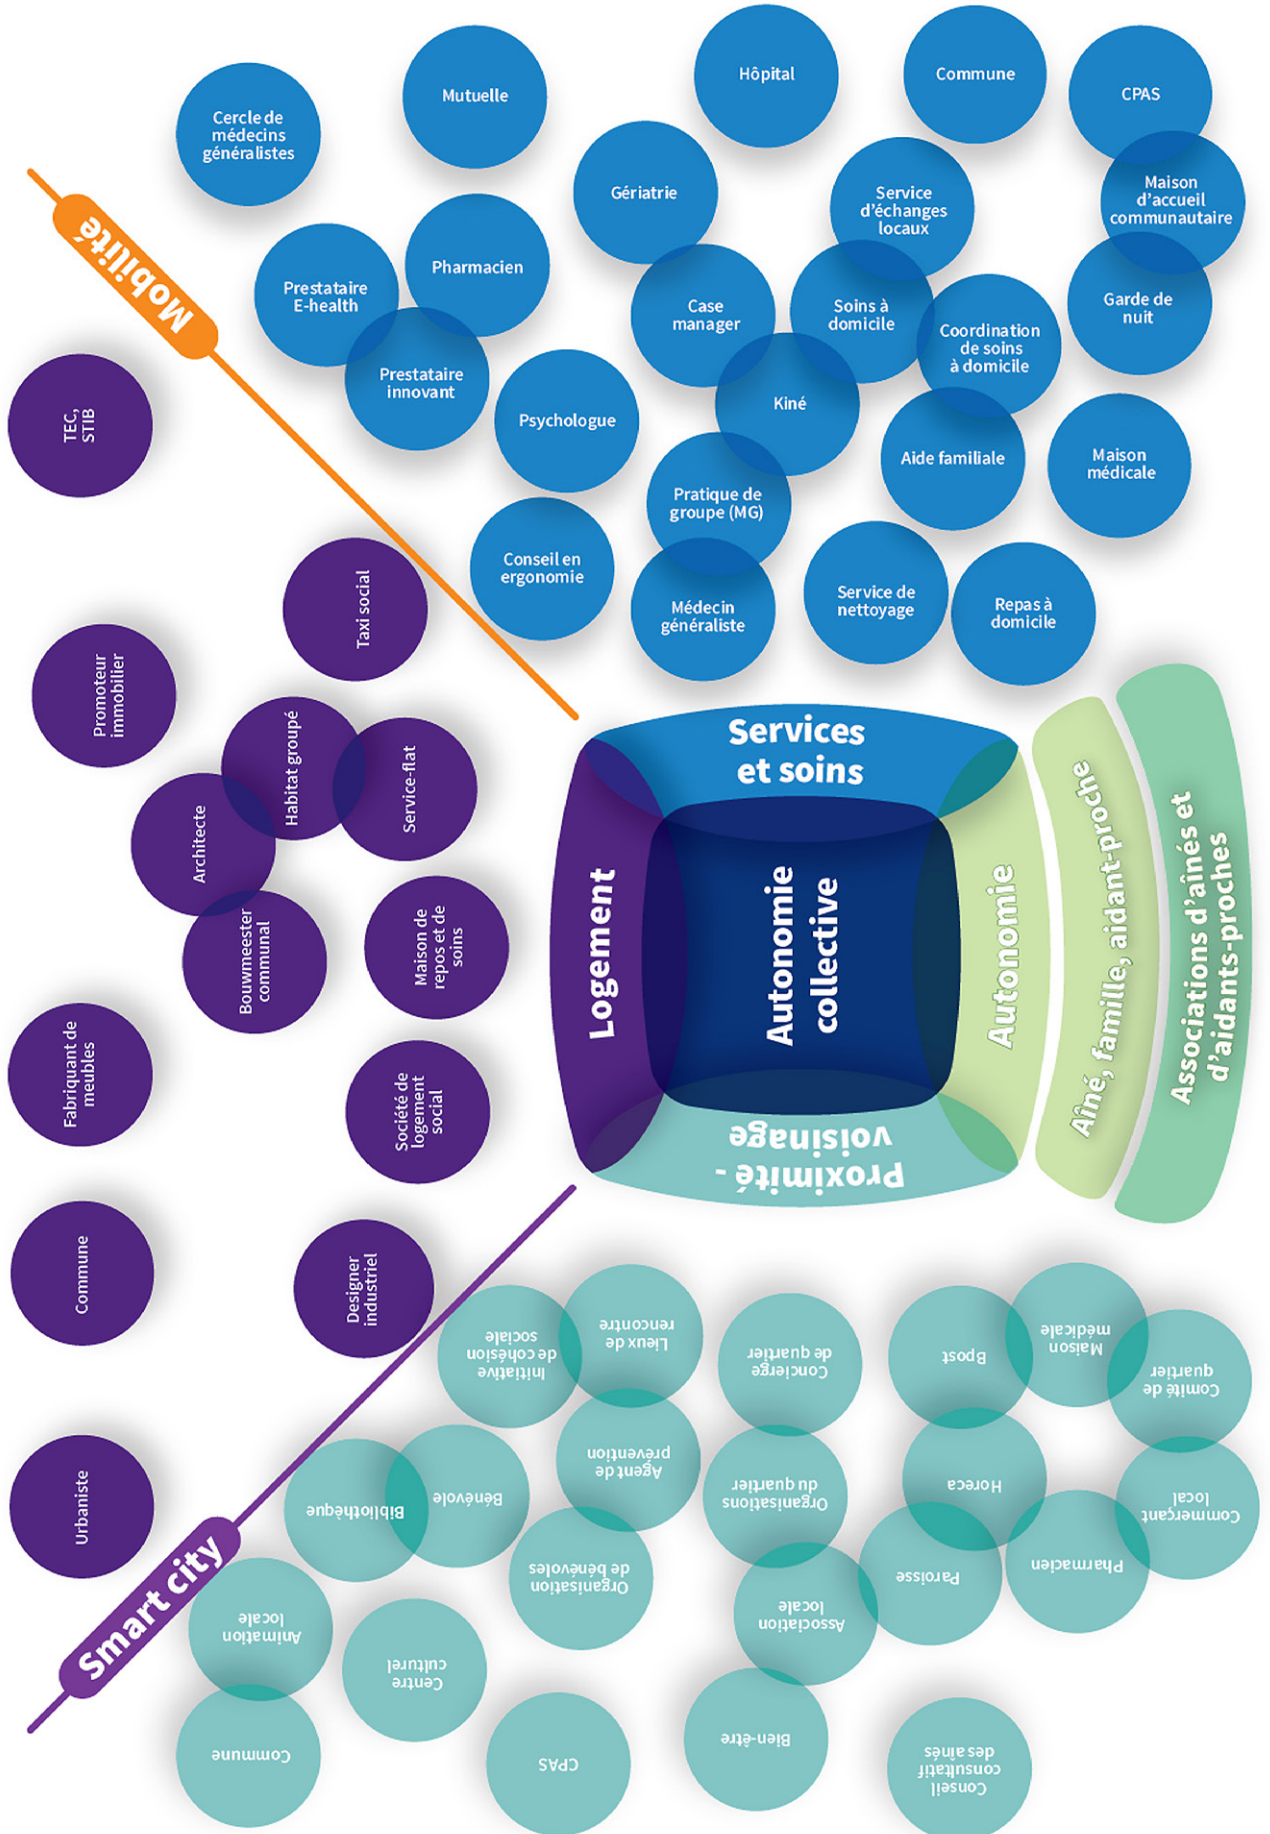 Hôpital
Commune
CPAS
Mutuelle
Cercle de
médecins
généralistes
Gériatrie
Service
d'échanges
locaux
Maison
d'accueil
communautaire
Mobilité
Prestataire
E-health
Pharmacien
Case
manager
Soins à
domicile
Garde de
nuit
Coordination
de soins
à domicile
Prestataire
innovant
Kiné
Psychologue
Aide familiale
Maison
médicale
Pratique de
groupe (MG)
Conseil en
ergonomie
Médecin
généraliste
Service de
nettoyage
Repas à
domicile
TEC,
STIB
Taxi social
Promoteur
immobilier
Habitat groupé
Service-flat
Architecte
Bouwmeester
communal
Maison de
repos et de
soins
Fabriquant de
meubles
Société de
logement
social
Commune
Designer
industriel
Urbaniste
Services
et soins
Logement
Autonomie
collective
Autonomie
Aîné, famille, aidant-proche
Associations d'aînés et
d'aidants-proches
Proximité -
voisinage
Smart city
Initiative
de cohésion
sociale
Lieux de
rencontre
Concierge
de quartier
Bpost
Maison
médicale
Comité de
quartier
Bibliothèque
Bénévole
Agent de
prévention
Organisations
du quartier
Horeca
Commerçant
local
Organisation
de bénévoles
Association
locale
Paroisse
Pharmacien
Animation
locale
Centre
culturel
Commune
CPAS
Bien-être
Conseil
consultatif
des aînés